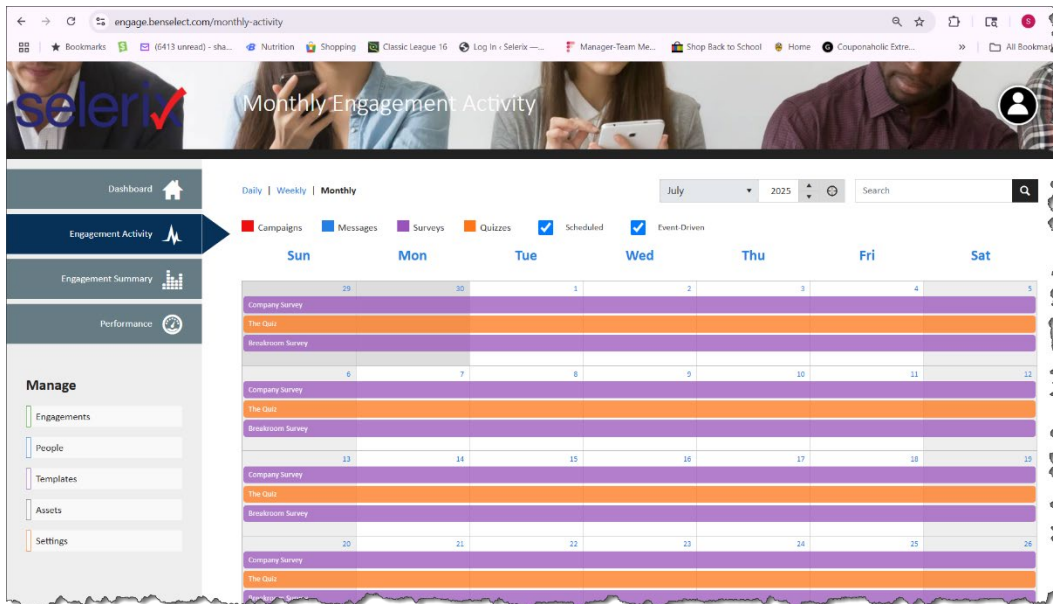 engage.benselect.com/monthly-activity
Bookmarks (6413 unread) - sha... Nutrition Shopping Classic League 16 Log In ‹ Selerix —... Manager-Team Me... Shop Back to School Home Couponaholic Extre... » All Bookmar
selerix Monthly Engagement Activity
Dashboard
Engagement Activity
Engagement Summary
Performance
Manage
Engagements
People
Templates
Assets
Settings
Daily | Weekly | Monthly July 2025 Search
Campaigns Messages Surveys Quizzes Scheduled Event-Driven
Sun Mon Tue Wed Thu Fri Sat
29 30 1 2 3 4 5
Company Survey
The Quiz
Breakroom Survey
6 7 8 9 10 11 12
Company Survey
The Quiz
Breakroom Survey
13 14 15 16 17 18 19
Company Survey
The Quiz
Breakroom Survey
20 21 22 23 24 25 26
Company Survey
The Quiz
Breakroom Survey